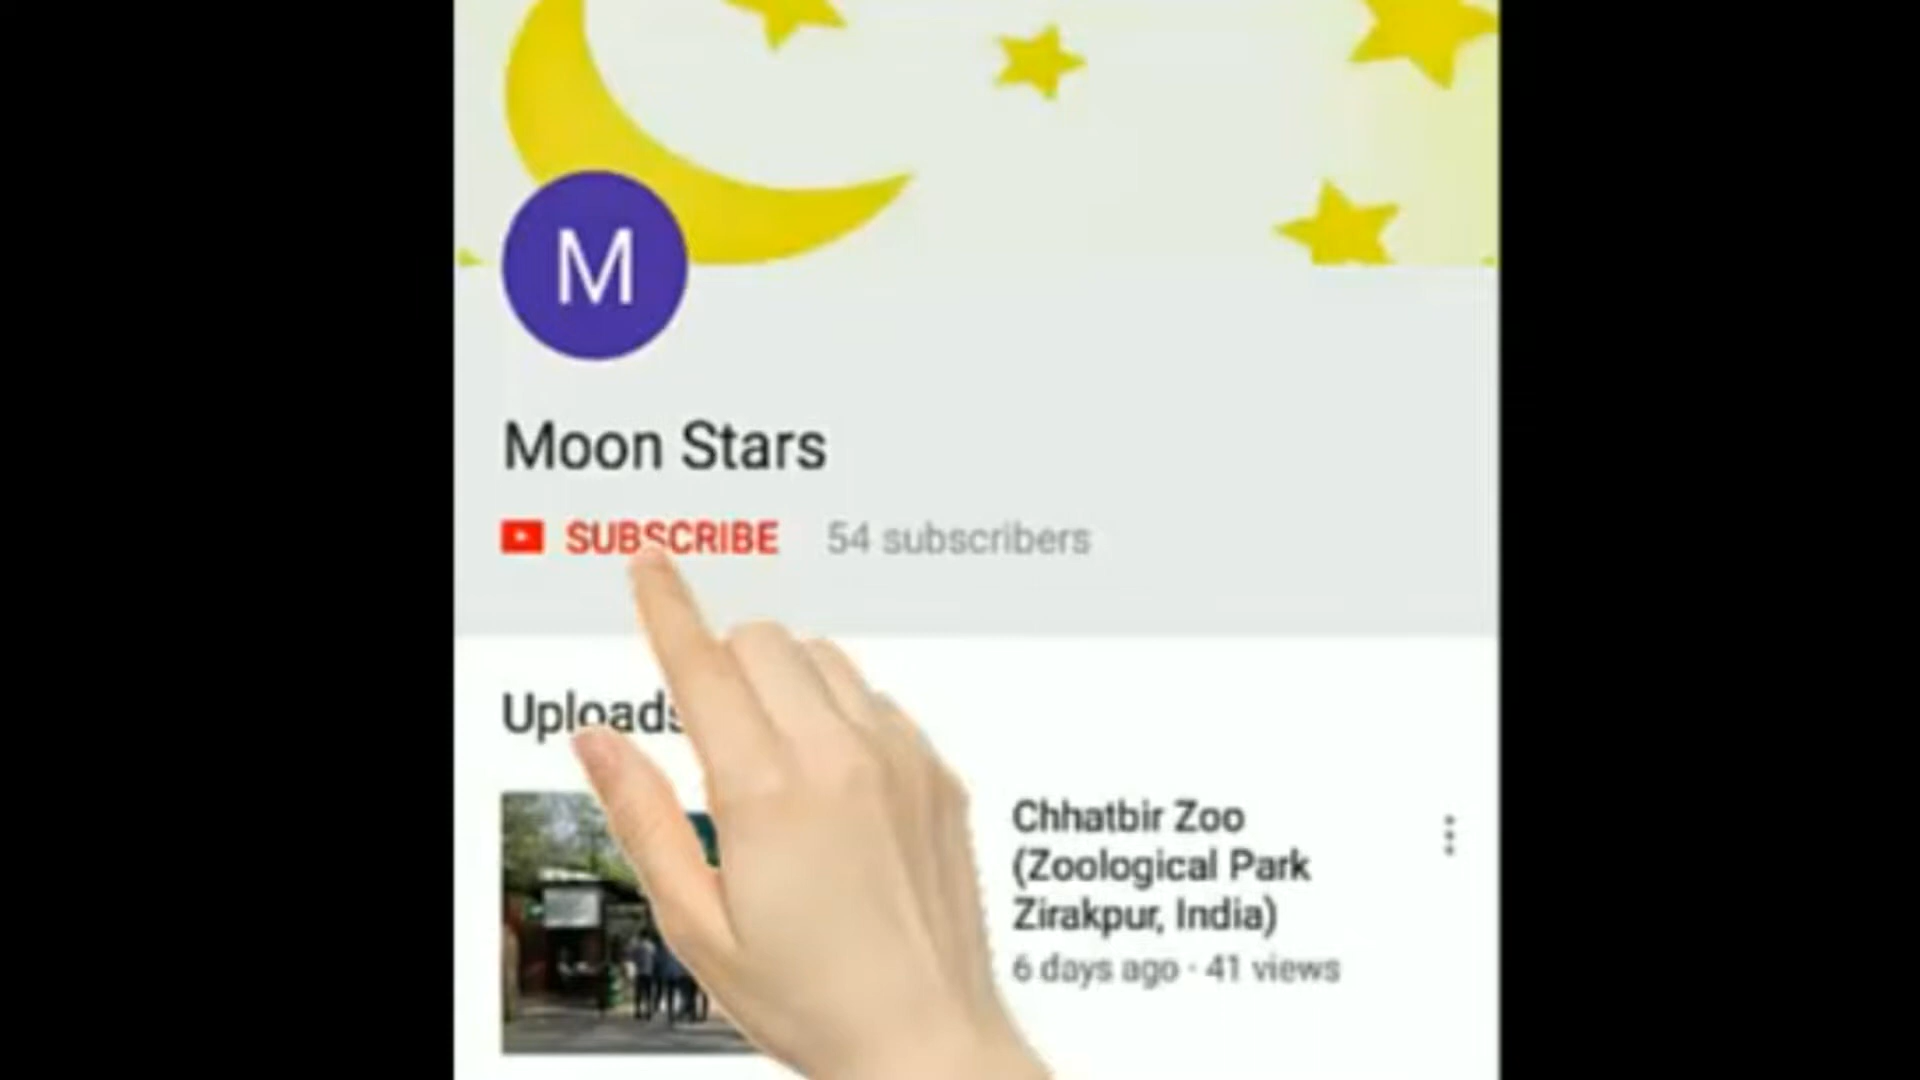 M
Moon Stars
SUBSCRIBE 54 subscribers
Uploads
Chhatbir Zoo
(Zoological Park
Zirakpur, India)
6 days ago · 41 views